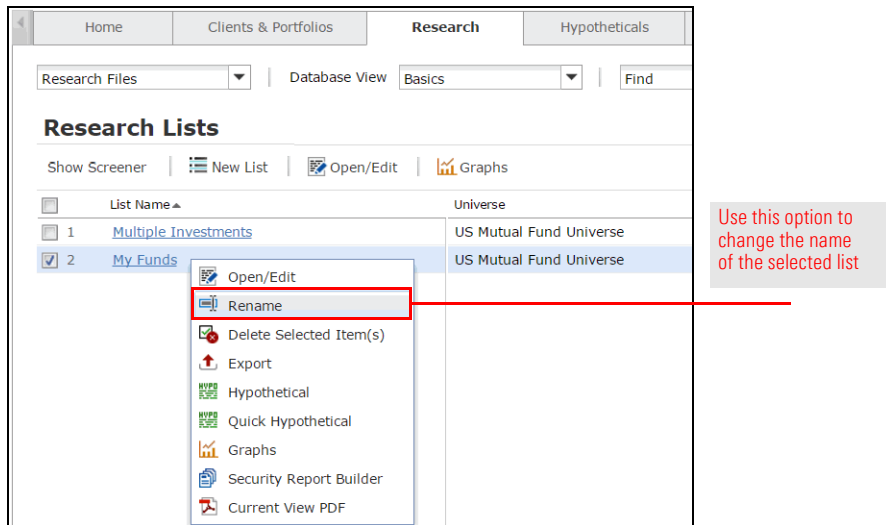 Home Clients & Portfolios Research Hypotheticals
Research Files Database View Basics Find
Research Lists
Show Screener New List Open/Edit Graphs
List Name Universe
1 Multiple Investments US Mutual Fund Universe
2 My Funds US Mutual Fund Universe
Open/Edit
Rename
Delete Selected Item(s)
Export
HYPO Hypothetical
HYPO Quick Hypothetical
Graphs
Security Report Builder
Current View PDF
Use this option to
change the name
of the selected list